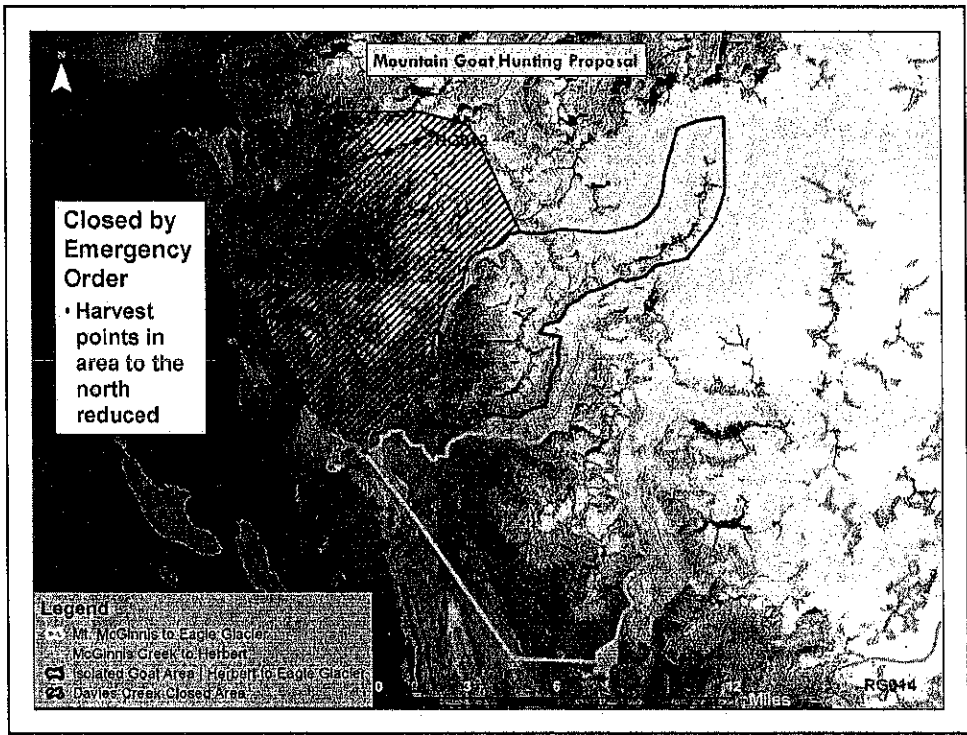 N
Mountain Goat Hunting Proposal
Closed by
Emergency
Order
• Harvest
points in
area to the
north
reduced
Legend
Mt. McGinnis to Eagle Glacier
McGinnis Creek to Herbert
Isolated Goat Area Herbert to Eagle Glacier
Davies Creek Closed Area
0
6
12
Miles
RG014